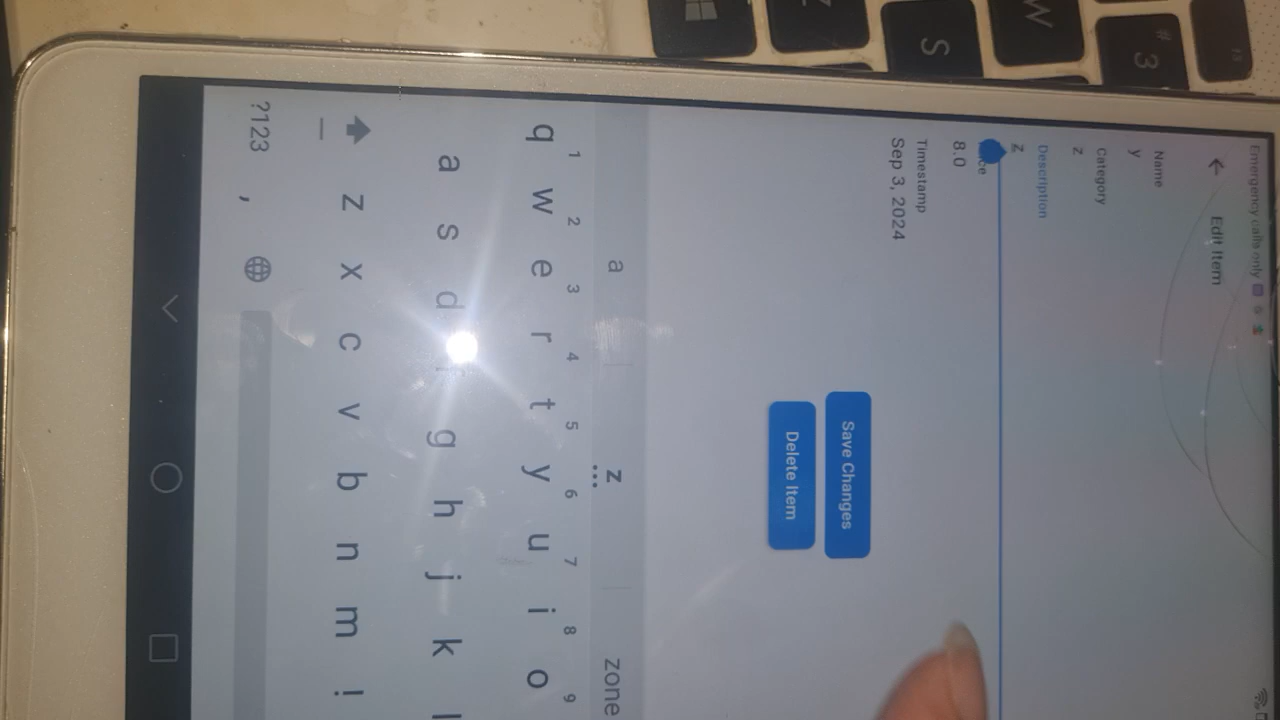 Emergency calls only
← Edit Item
Name
y
Category
z
Description
z
8.0
Timestamp
Sep 3, 2024
Save Changes
Delete Item
a z zone
1 2 3 4 5 6 7 8 9
q w e r t y u i o
a s d g h j k l
z x c v b n m !
?123 ,
W
S
# 3